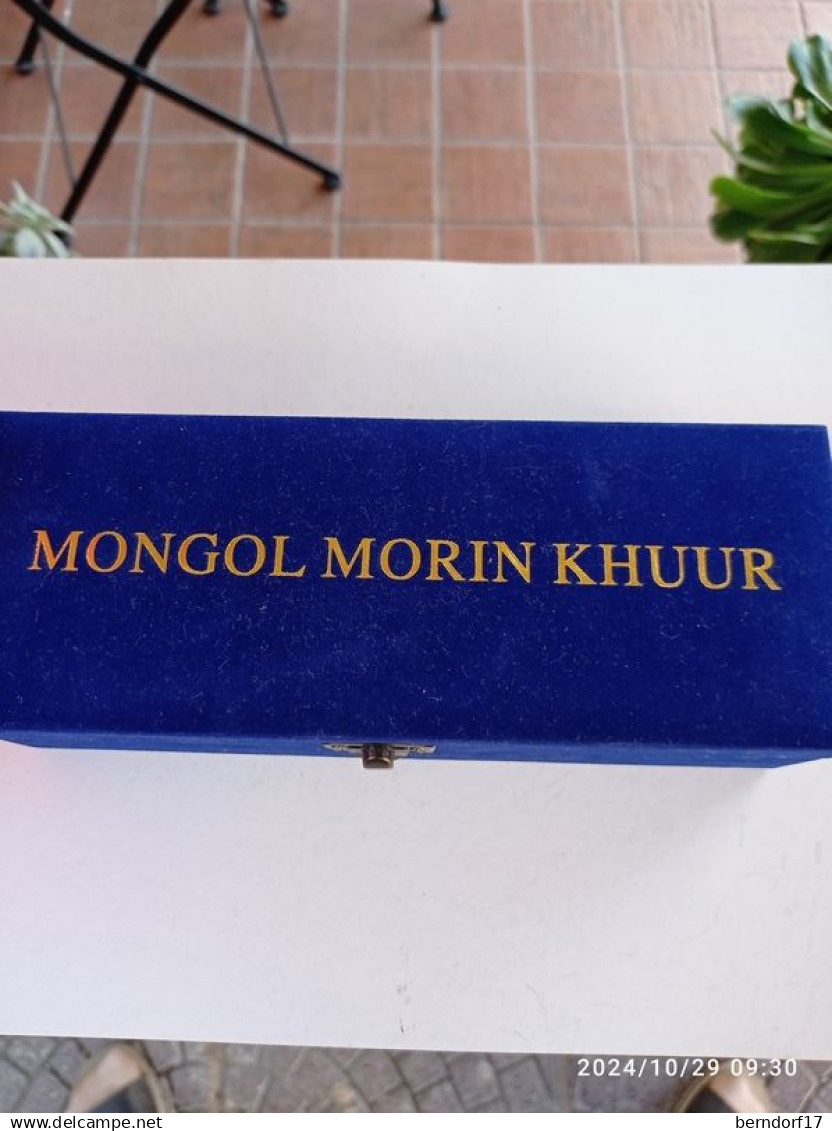 MONGOL MORIN KHUUR
2024/10/29 09:30
www.delcampe.net
berndorf17